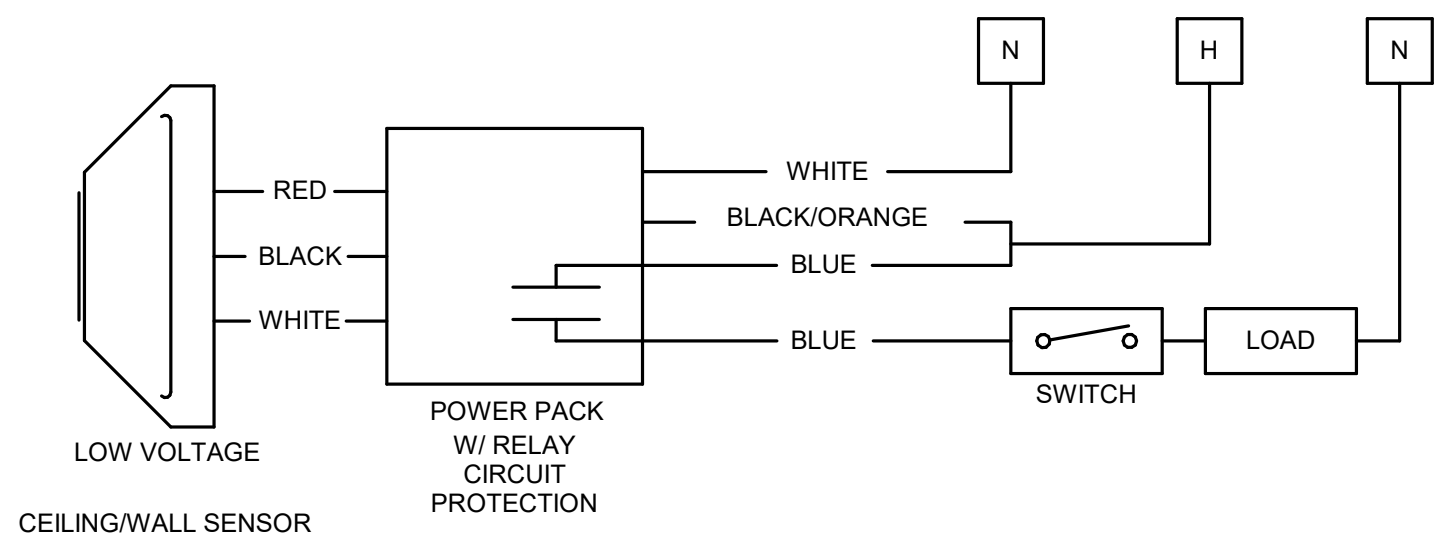 N
H
N
WHITE
RED
BLACK/ORANGE
BLACK
BLUE
WHITE
BLUE
LOAD
SWITCH
POWER PACK
W/ RELAY
CIRCUIT
PROTECTION
LOW VOLTAGE
CEILING/WALL SENSOR